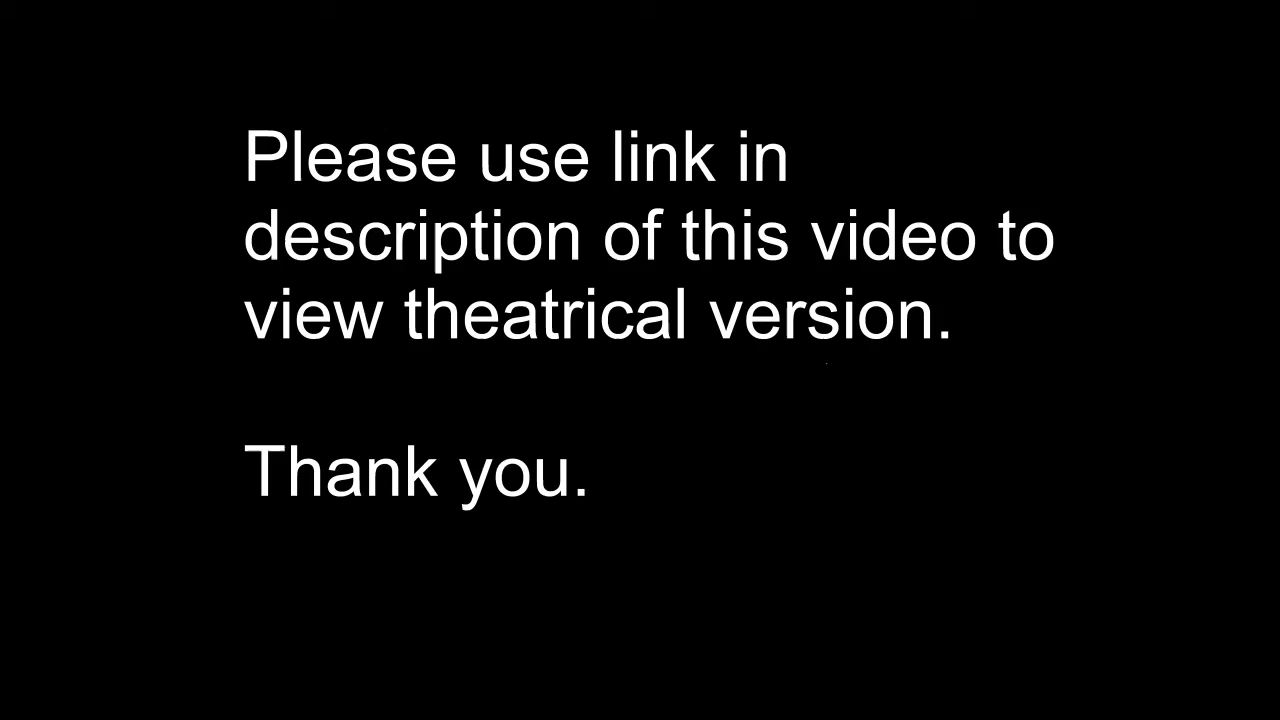 Please use link in
description of this video to
view theatrical version.
Thank you.